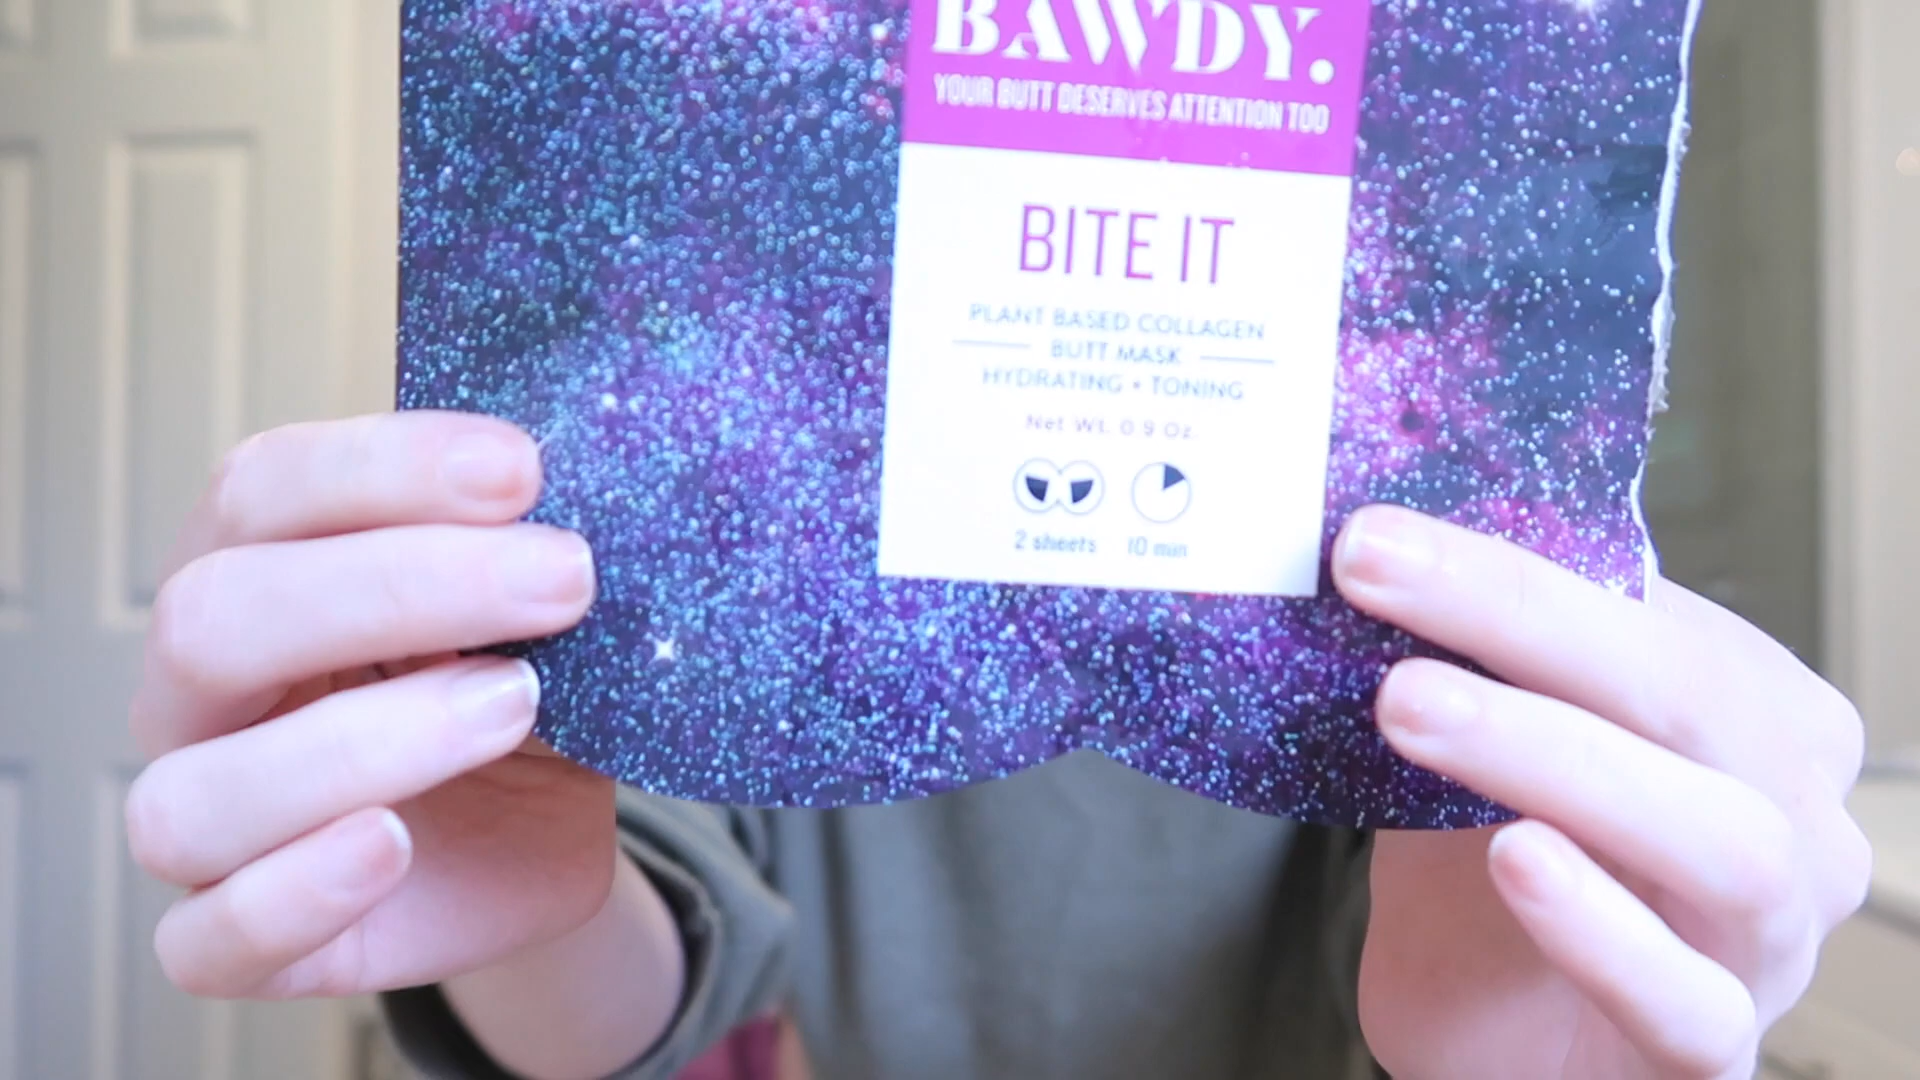 BAWDY.
YOUR BUTT DESERVES ATTENTION TOO
BITE IT
PLANT BASED COLLAGEN
BUTT MASK
HYDRATING • TONING
Net Wt. 0.9 Oz.
2 sheets 10 min